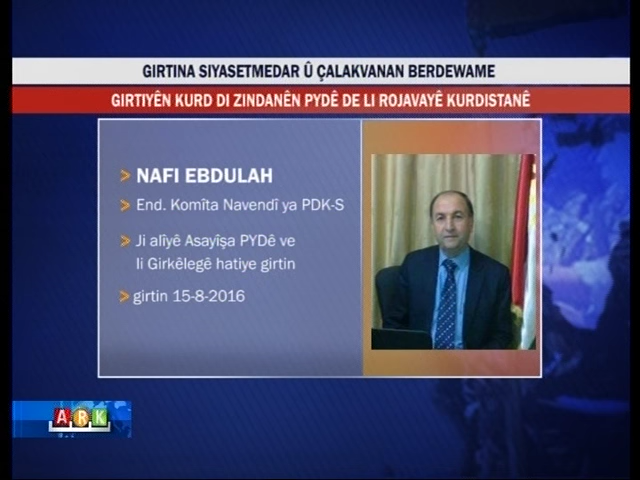 GIRTINA SIYASETMEDAR Û ÇALAKVANAN BERDEWAME
GIRTIYÊN KURD DI ZINDANÊN PYDÊ DE LI ROJAVAYÊ KURDISTANÊ
> NAFI EBDULAH
> End. Komîta Navendî ya PDK-S
> Ji alîyê Asayîşa PYDê ve
li Girkêlegê hatiye girtin
> girtin 15-8-2016
ARK